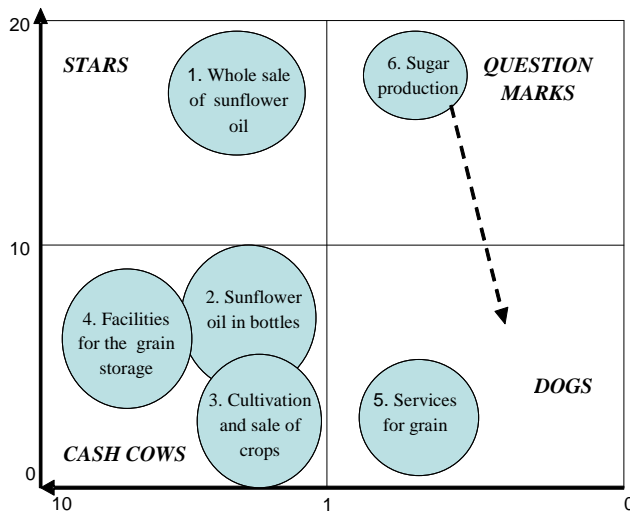 20
STARS
1. Whole sale
of sunflower
oil
6. Sugar
production
QUESTION
MARKS
10
2. Sunflower
oil in bottles
4. Facilities
for the grain
storage
3. Cultivation
and sale of
crops
5. Services
for grain
DOGS
CASH COWS
0
10
1
0